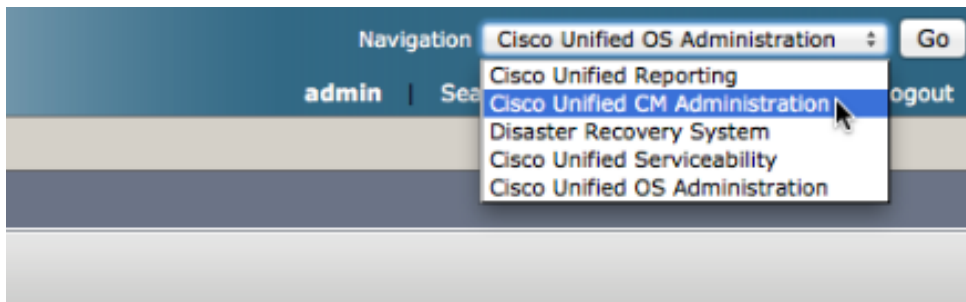 Navigation Cisco Unified OS Administration Go
Cisco Unified Reporting
admin | Sea
Cisco Unified CM Administration ogout
Disaster Recovery System
Cisco Unified Serviceability
Cisco Unified OS Administration